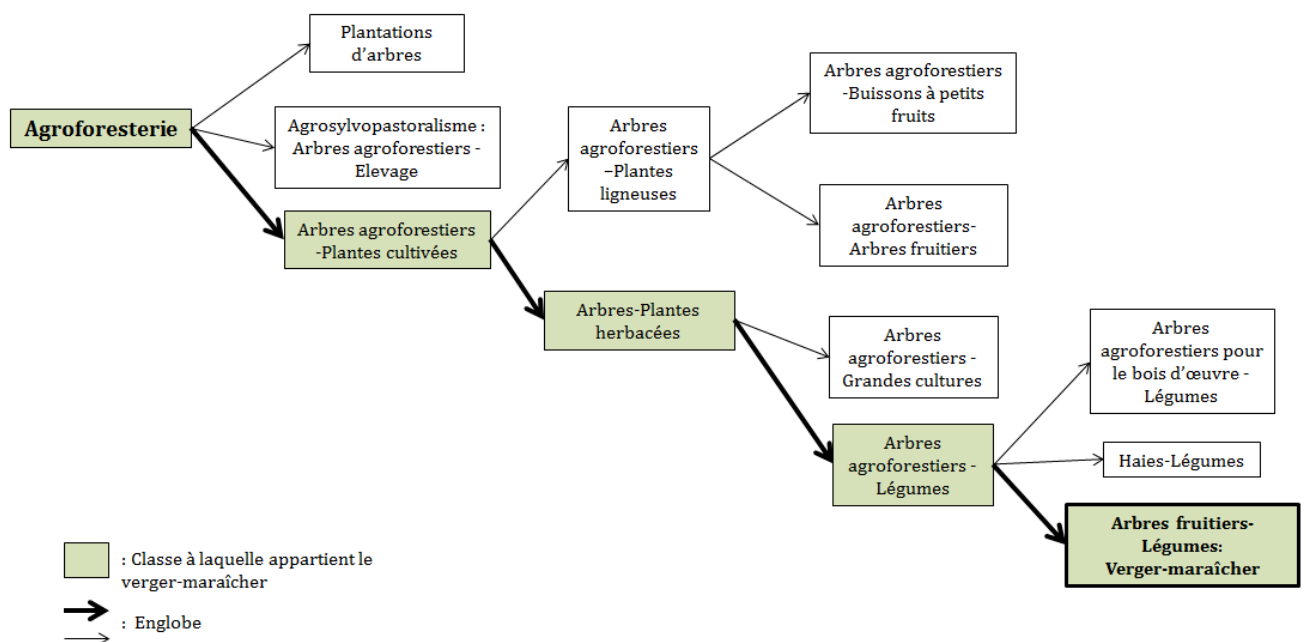 Plantations
d'arbres
Agroforesterie
Agrosylvopastoralisme :
Arbres agroforestiers -
Elevage
Arbres agroforestiers
-Plantes cultivées
Arbres
agroforestiers
–Plantes
ligneuses
Arbres agroforestiers
-Buissons à petits
fruits
Arbres
agroforestiers-
Arbres fruitiers
Arbres-Plantes
herbacées
Arbres
agroforestiers -
Grandes cultures
Arbres
agroforestiers -
Légumes
Arbres
agroforestiers pour
le bois d'œuvre -
Légumes
Haies-Légumes
Arbres fruitiers-
Légumes:
Verger-maraîcher
: Classe à laquelle appartient le
verger-maraîcher
: Englobe